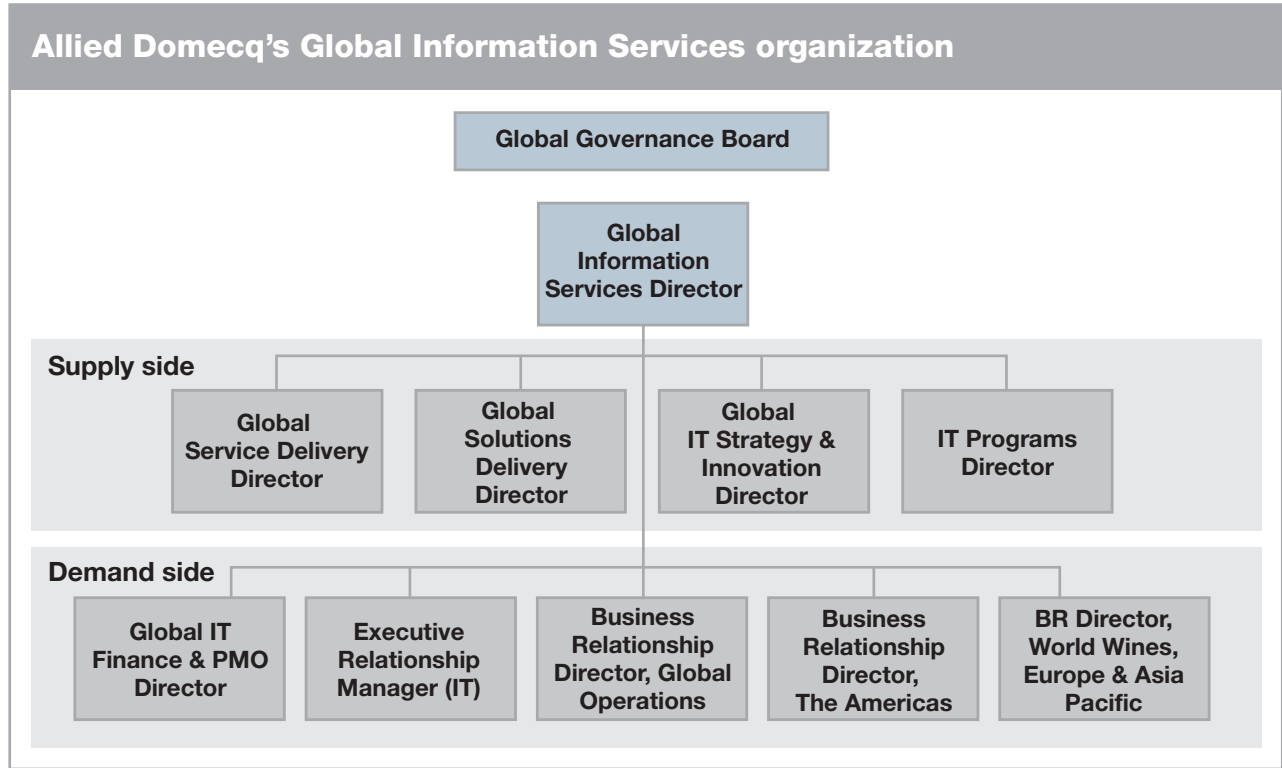 Allied Domecq’s Global Information Services organization
Global Governance Board
Global
Information
Services Director
Supply side
Global
Service Delivery
Director
Global
Solutions
Delivery
Director
Global
IT Strategy &
Innovation
Director
IT Programs
Director
Demand side
Global IT
Finance & PMO
Director
Executive
Relationship
Manager (IT)
Business
Relationship
Director, Global
Operations
Business
Relationship
Director,
The Americas
BR Director,
World Wines,
Europe & Asia
Pacific